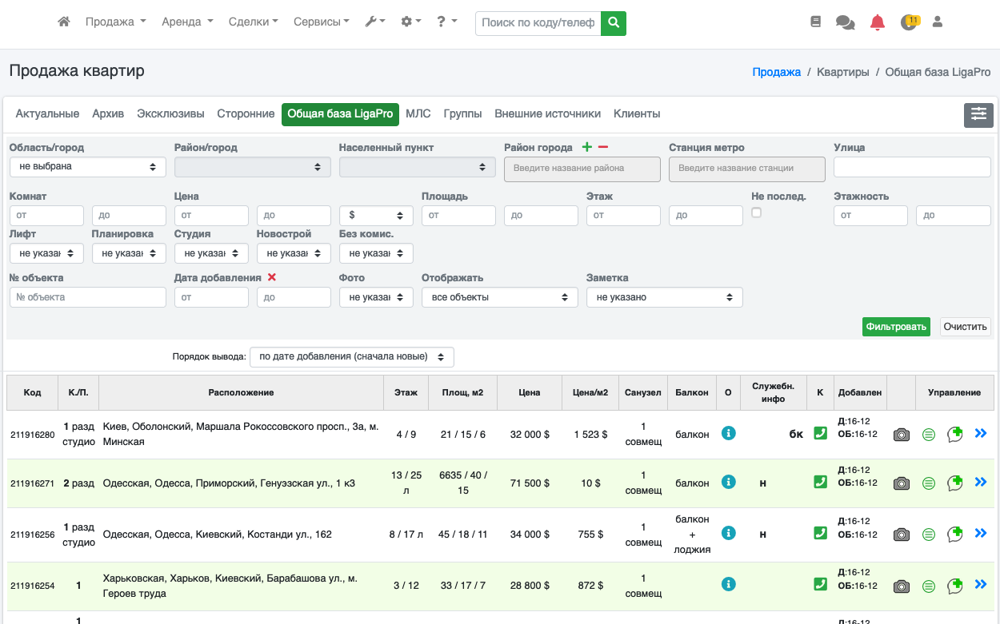 Продажа Аренда Сделки Сервисы ? Поиск по коду/телеф 11
Продажа квартир
Продажа / Квартиры / Общая база LigaPro
Актуальные Архив Эксклюзивы Сторонние Общая база LigaPro МЛС Группы Внешние источники Клиенты
Область/город Район/город Населенный пункт Район города Станция метро Улица
не выбрана Введите название района Введите название станции
Комнат Цена Площадь Этаж Не послед. Этажность
от до от до $ от до от до от до
Лифт Планировка Студия Новострой Без комис.
не указан не указан не указан не указан не указан
№ объекта Дата добавления Фото Отображать Заметка
№ объекта от до не указан все объекты не указано
Фильтровать Очистить
Порядок вывода: по дате добавления (сначала новые)
Код К./П. Расположение Этаж Площ, м2 Цена Цена/м2 Санузел Балкон О Служебн. инфо К Добавлен Управление
211916280 1 разд студио Киев, Оболонский, Маршала Рокоссовского просп., 3а, м. Минская 4 / 9 21 / 15 / 6 32 000 $ 1 523 $ 1 совмещ балкон бк Д:16-12 ОБ:16-12
211916271 2 разд Одесская, Одесса, Приморский, Генуэзская ул., 1 к3 13 / 25 л 6635 / 40 / 15 71 500 $ 10 $ 1 совмещ балкон н Д:16-12 ОБ:16-12
211916256 1 разд студио Одесская, Одесса, Киевский, Костанди ул., 162 8 / 17 л 45 / 18 / 11 34 000 $ 755 $ 1 совмещ балкон + лоджия н Д:16-12 ОБ:16-12
211916254 1 Харьковская, Харьков, Киевский, Барабашова ул., м. Героев труда 3 / 12 33 / 17 / 7 28 800 $ 872 $ 1 совмещ Д:16-12 ОБ:16-12
1 Д:16-12